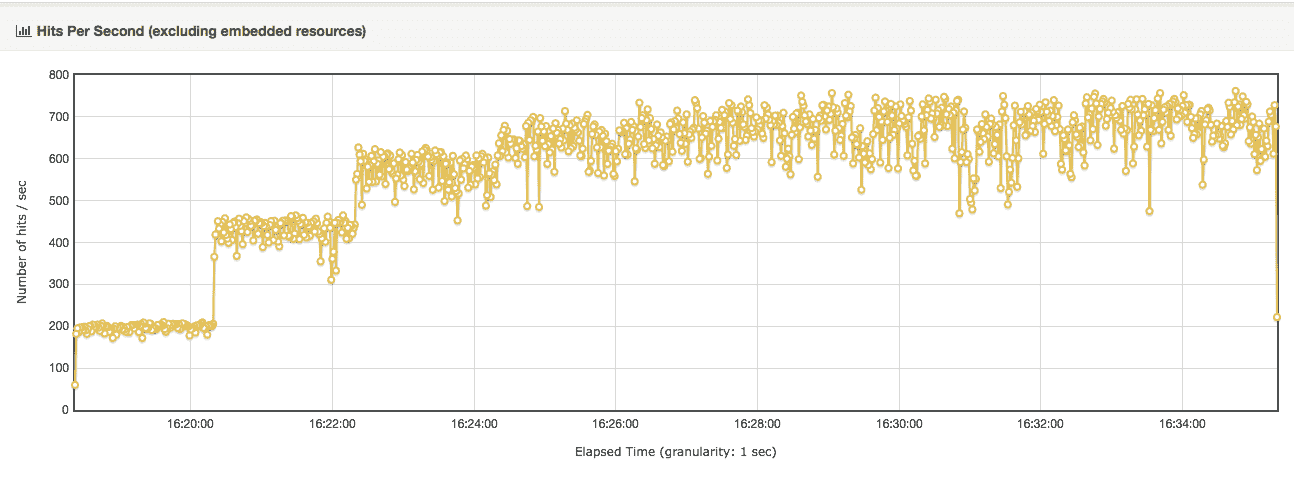 Hits Per Second (excluding embedded resources)
800
700
600
500
400
300
200
100
0
Number of hits / sec
16:20:00 16:22:00 16:24:00 16:26:00 16:28:00 16:30:00 16:32:00 16:34:00
Elapsed Time (granularity: 1 sec)